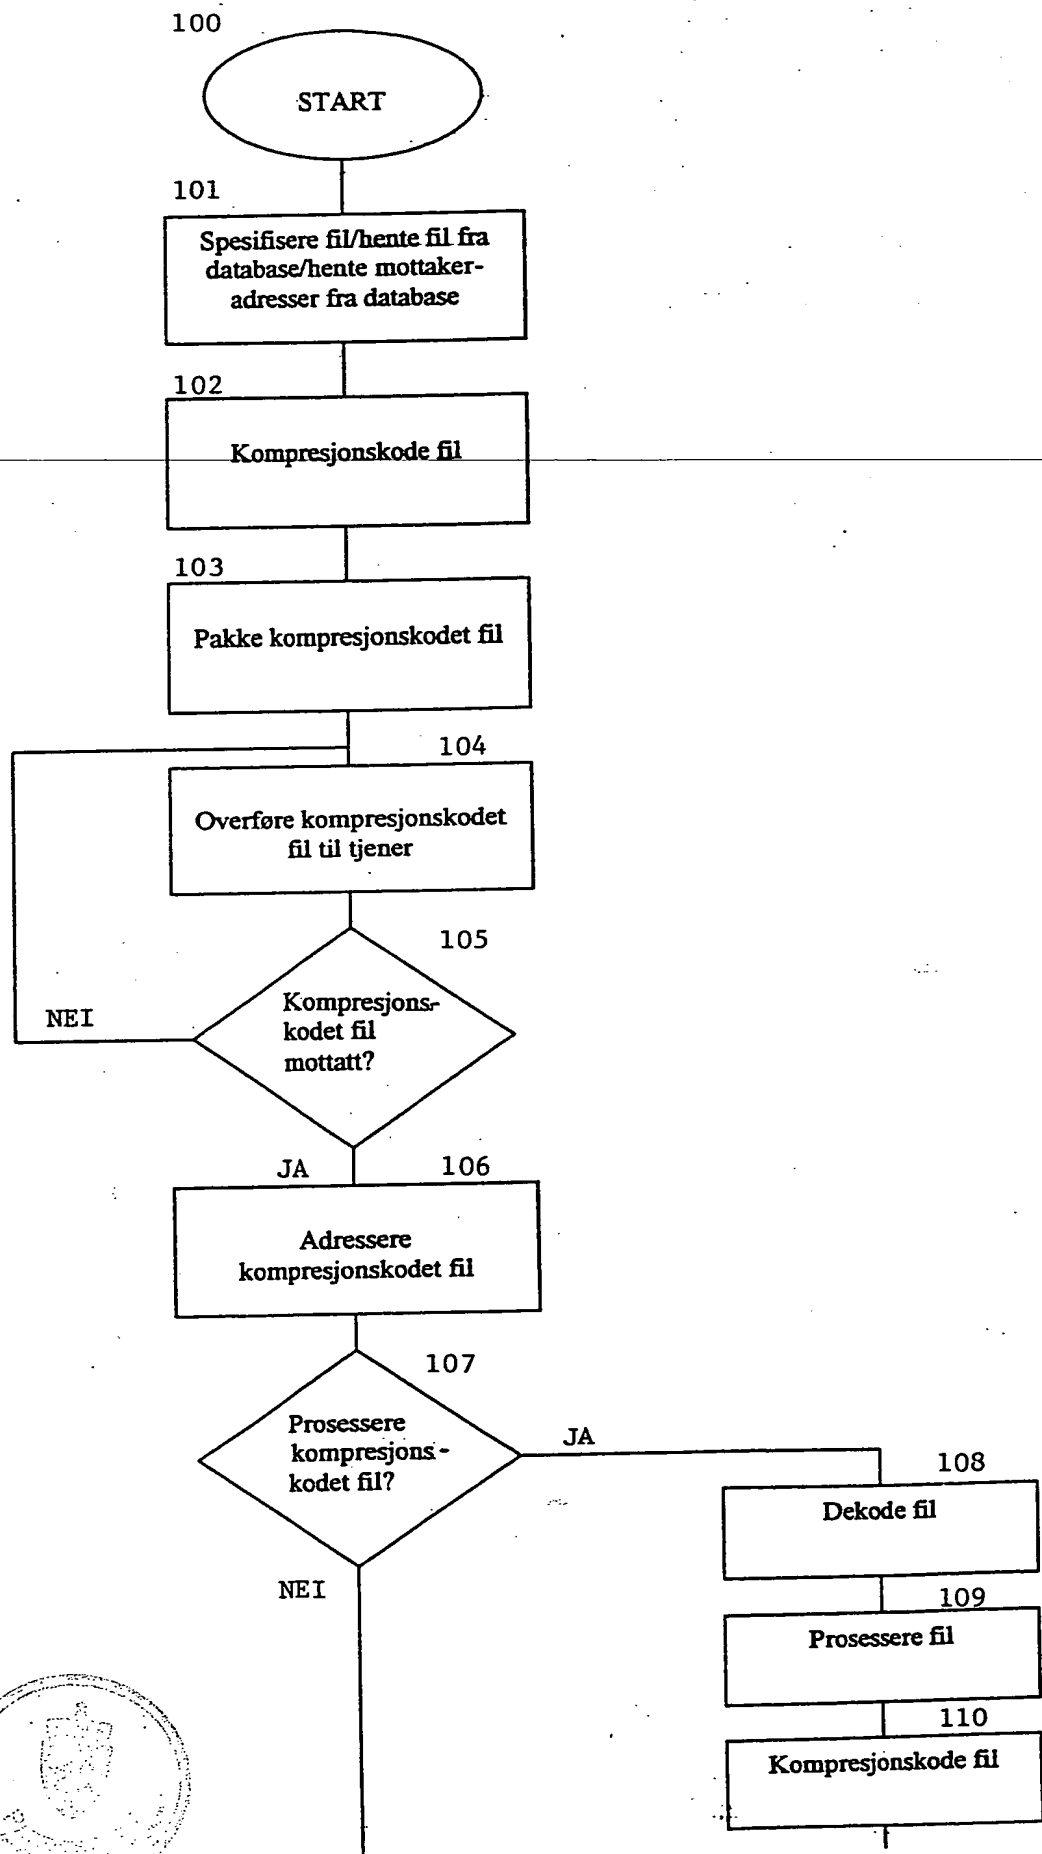 100
START
101
Spesifisere fil/hente fil fra
database/hente mottaker-
adresser fra database
102
Kompresjonskode fil
103
Pakke kompresjonskodet fil
104
Overføre kompresjonskodet
fil til tjener
105
Kompresjons-
kodet fil
mottatt?
NEI
JA
106
Adressere
kompresjonskodet fil
107
Prosessere
kompresjons-
kodet fil?
JA
NEI
108
Dekode fil
109
Prosessere fil
110
Kompresjonskode fil